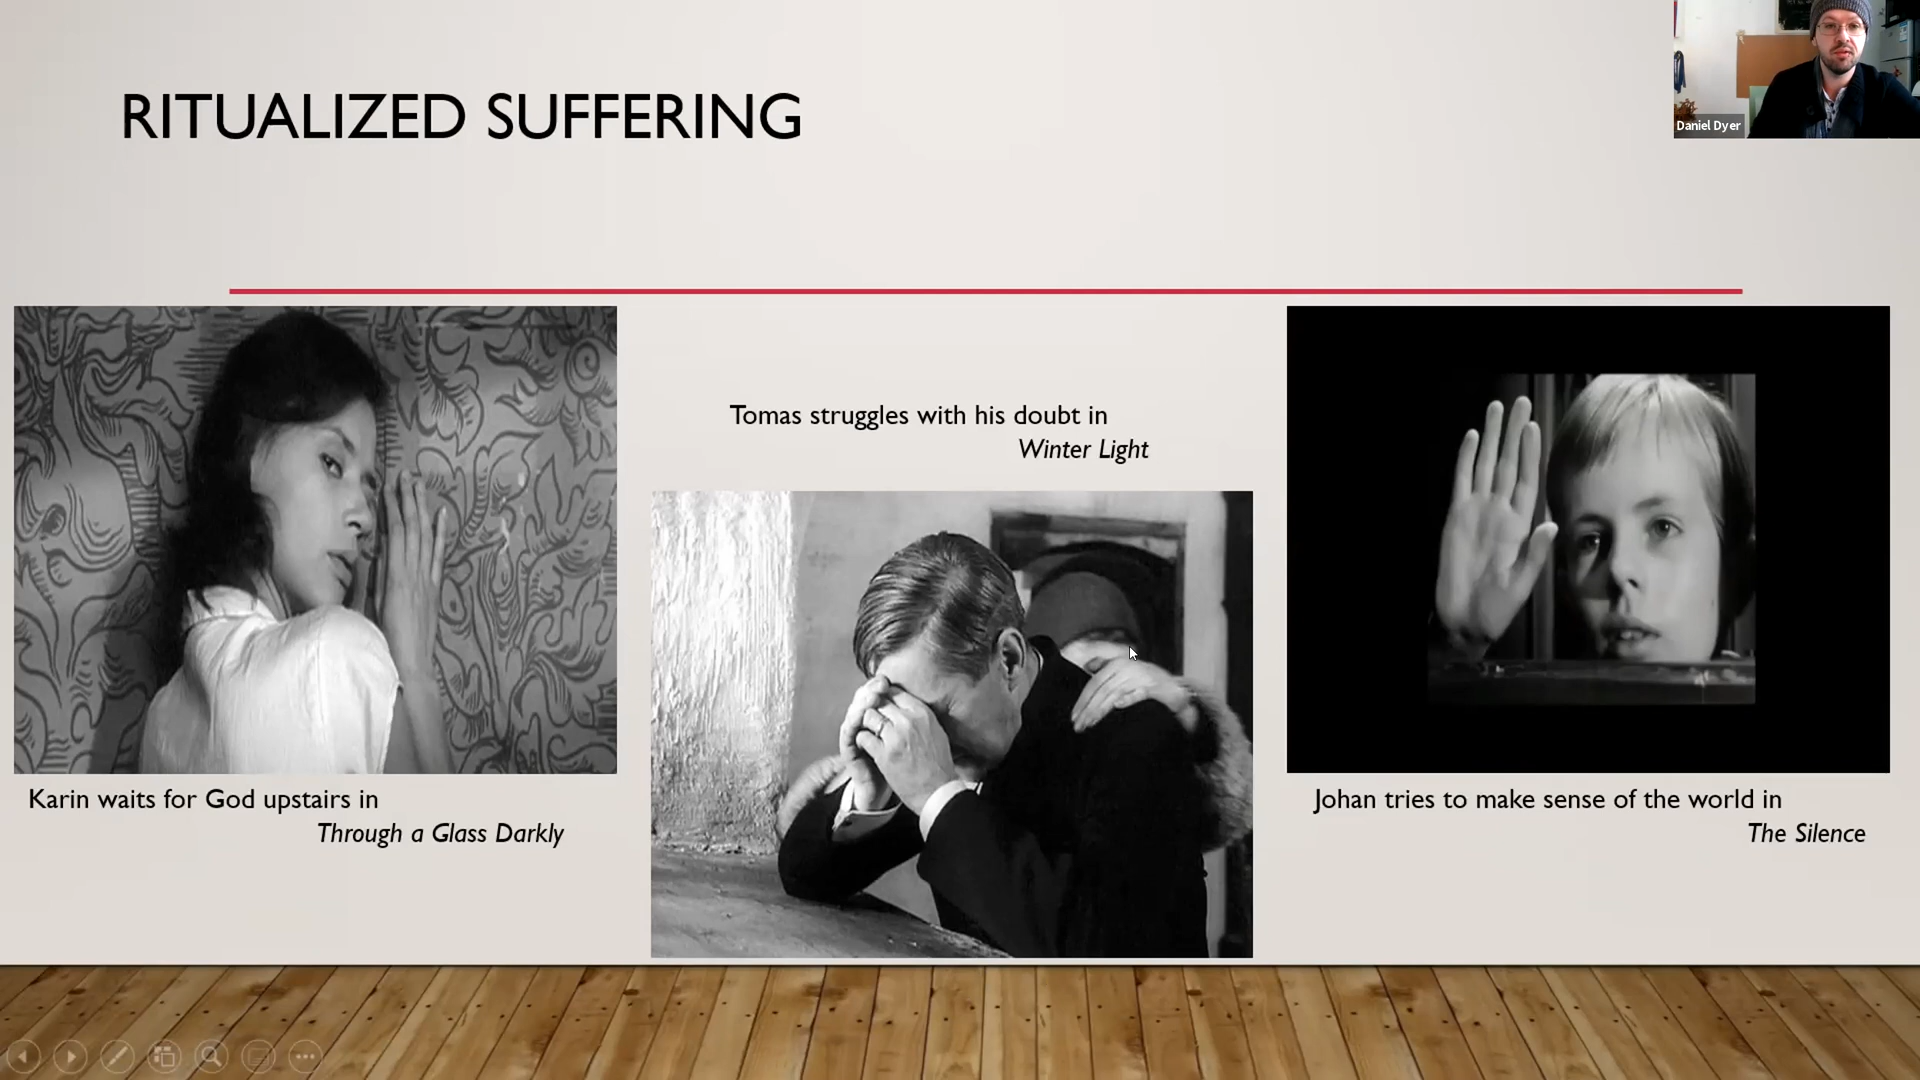 RITUALIZED SUFFERING
Daniel Dyer
Tomas struggles with his doubt in
Winter Light
Karin waits for God upstairs in
Through a Glass Darkly
Johan tries to make sense of the world in
The Silence